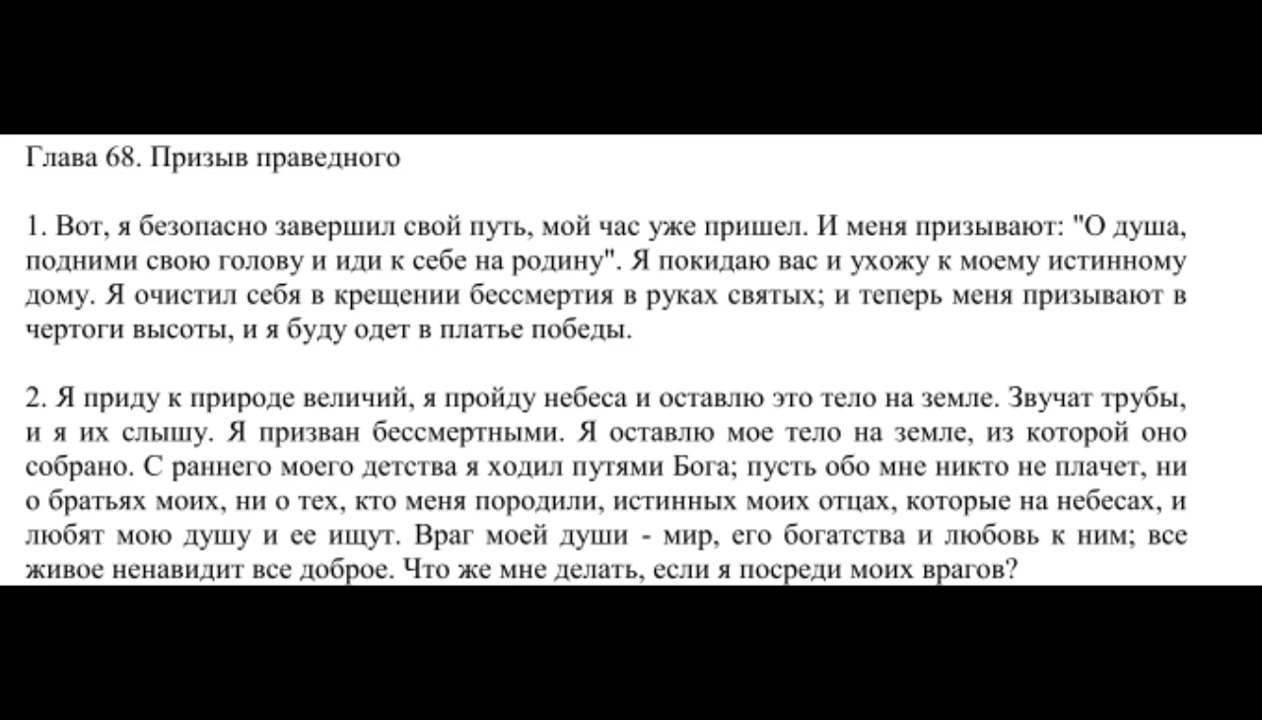 Глава 68. Призыв праведного
1. Вот, я безопасно завершил свой путь, мой час уже пришел. И меня призывают: "О душа,
подними свою голову и иди к себе на родину". Я покидаю вас и ухожу к моему истинному
дому. Я очистил себя в крещении бессмертия в руках святых; и теперь меня призывают в
чертоги высоты, и я буду одет в платье победы.
2. Я приду к природе величий, я пройду небеса и оставлю это тело на земле. Звучат трубы,
и я их слышу. Я призван бессмертными. Я оставлю мое тело на земле, из которой оно
собрано. С раннего моего детства я ходил путями Бога; пусть обо мне никто не плачет, ни
о братьях моих, ни о тех, кто меня породили, истинных моих отцах, которые на небесах, и
любят мою душу и ее ищут. Враг моей души - мир, его богатства и любовь к ним; все
живое ненавидит все доброе. Что же мне делать, если я посреди моих врагов?